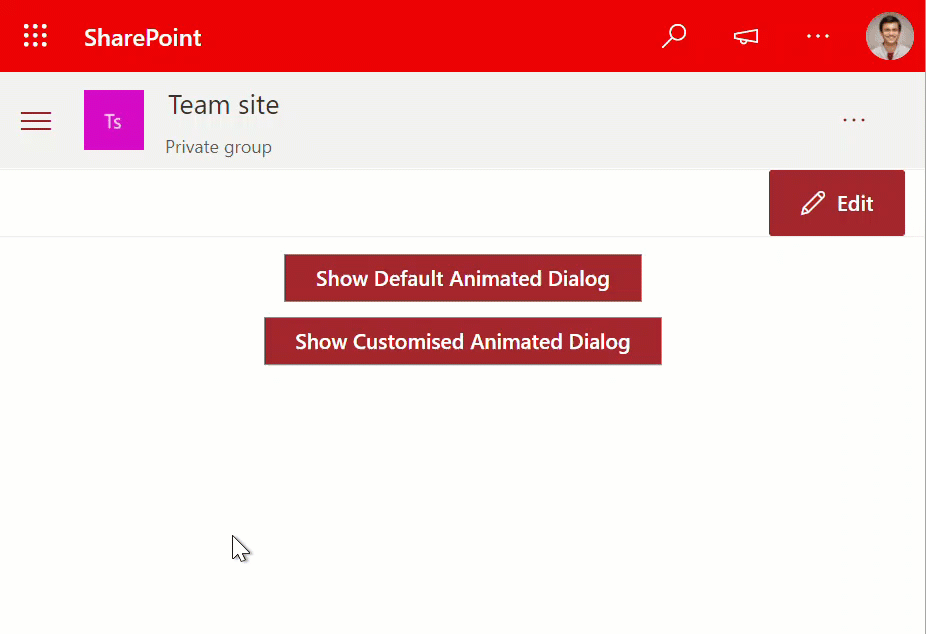 SharePoint
Ts
Team site
Private group
Edit
Show Default Animated Dialog
Show Customised Animated Dialog